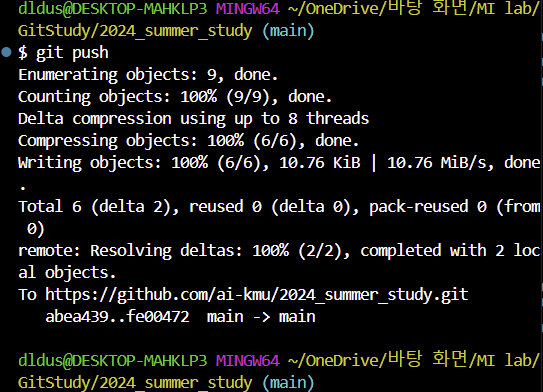 dldus@DESKTOP-MAHKLP3 MINGW64 ~/OneDrive/바탕 화면/MI lab/
GitStudy/2024_summer_study (main)
$ git push
Enumerating objects: 9, done.
Counting objects: 100% (9/9), done.
Delta compression using up to 8 threads
Compressing objects: 100% (6/6), done.
Writing objects: 100% (6/6), 10.76 KiB | 10.76 MiB/s, done
.
Total 6 (delta 2), reused 0 (delta 0), pack-reused 0 (from
 0)
remote: Resolving deltas: 100% (2/2), completed with 2 loc
al objects.
To https://github.com/ai-kmu/2024_summer_study.git
   abea439..fe00472  main -> main
dldus@DESKTOP-MAHKLP3 MINGW64 ~/OneDrive/바탕 화면/MI lab/
GitStudy/2024_summer_study (main)